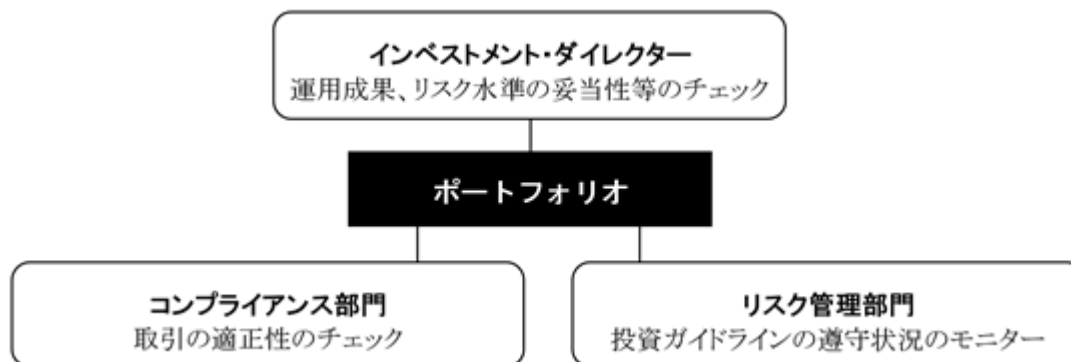 インベストメント・ダイレクター
運用成果、リスク水準の妥当性等のチェック
ポートフォリオ
コンプライアンス部門
取引の適正性のチェック
リスク管理部門
投資ガイドラインの遵守状況のモニター